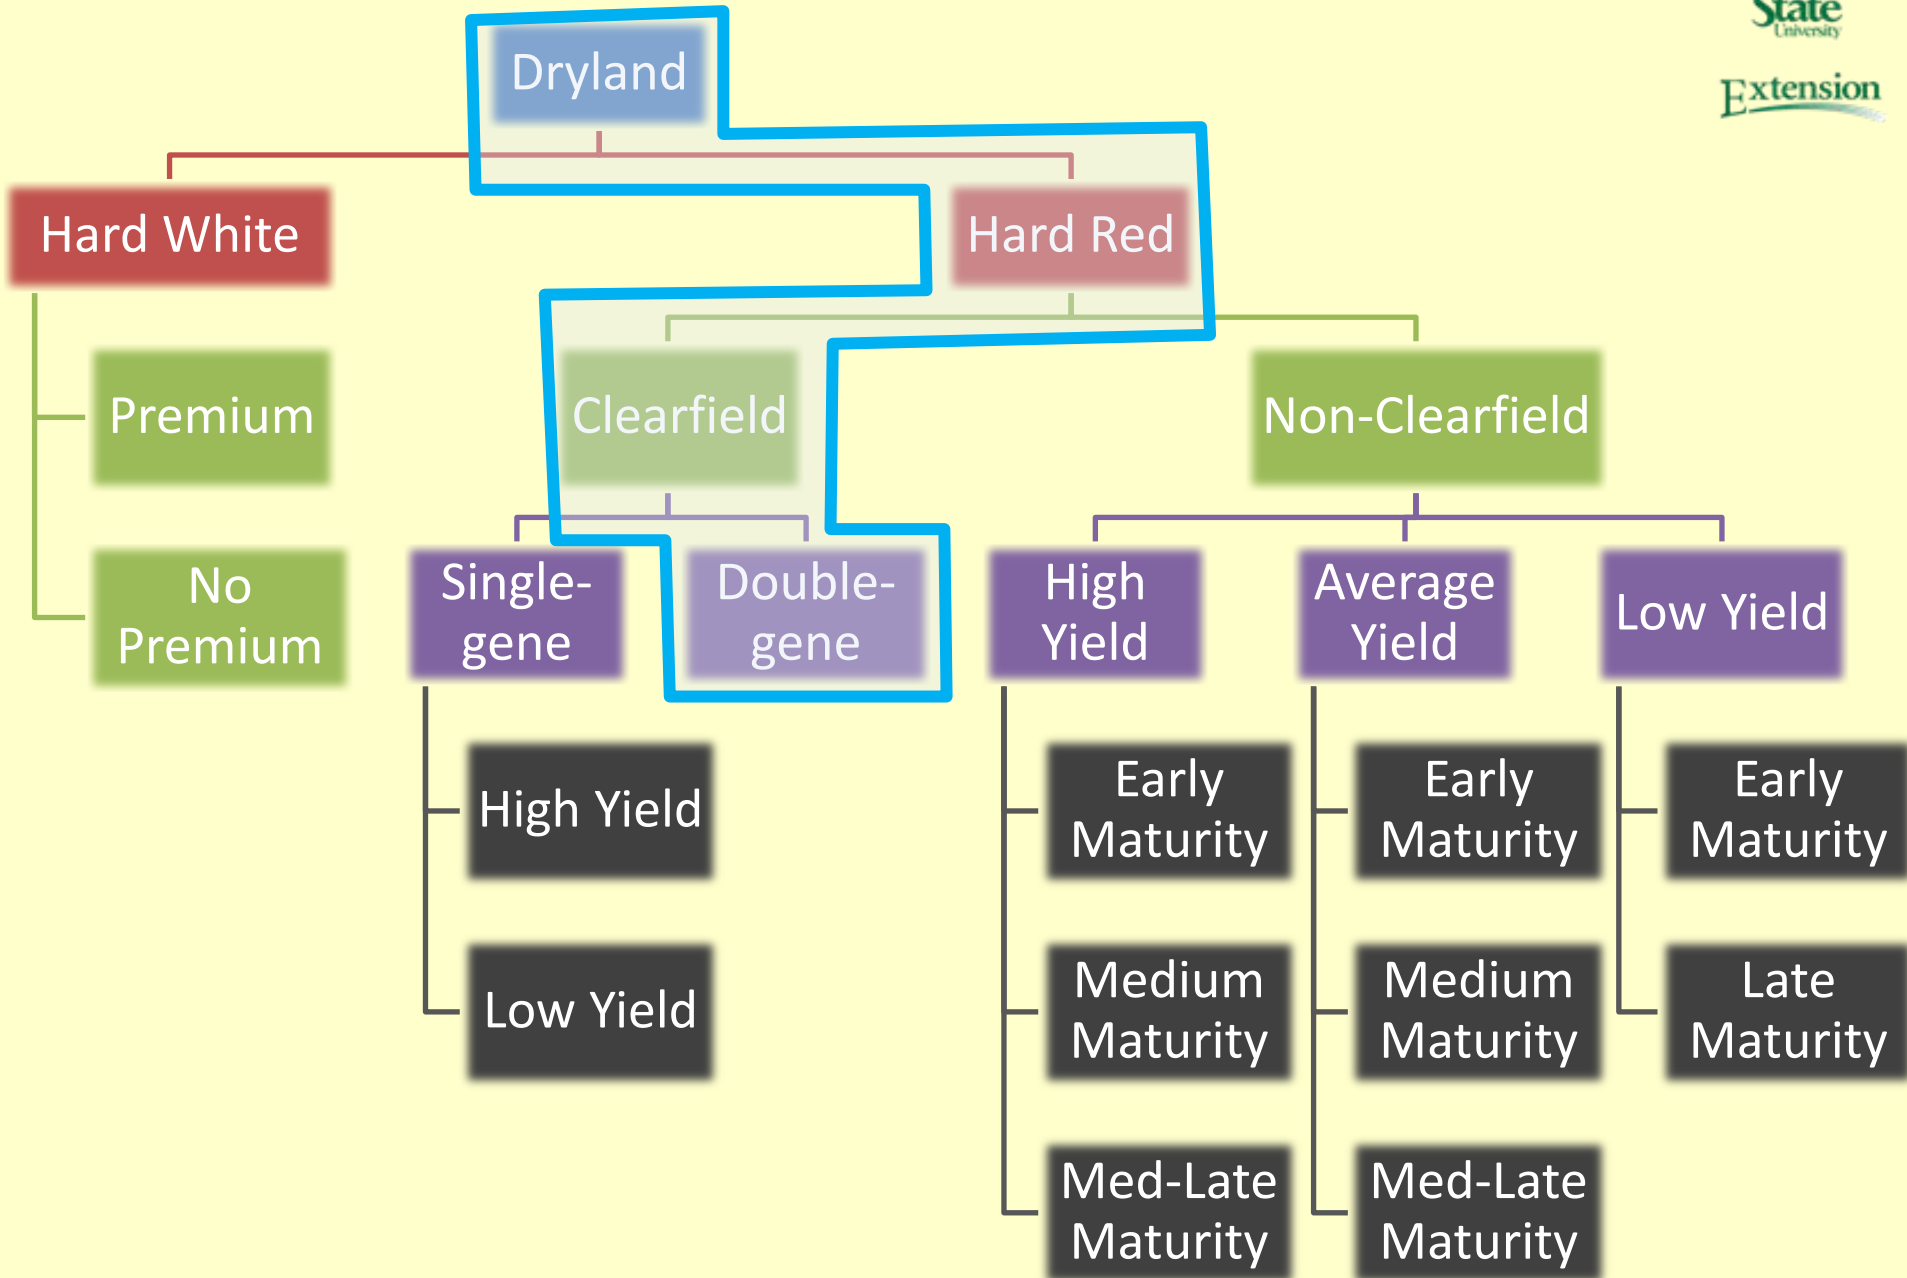 State
University
Extension
Dryland
Hard White
Hard Red
Premium
Clearfield
Non-Clearfield
No
Premium
Single-
gene
Double-
gene
High
Yield
Average
Yield
Low Yield
High Yield
Early
Maturity
Early
Maturity
Early
Maturity
Low Yield
Medium
Maturity
Medium
Maturity
Late
Maturity
Med-Late
Maturity
Med-Late
Maturity